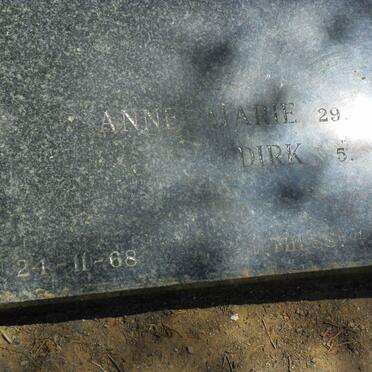 ANNE MARIE 29.
DIRK 5.
24-11-68